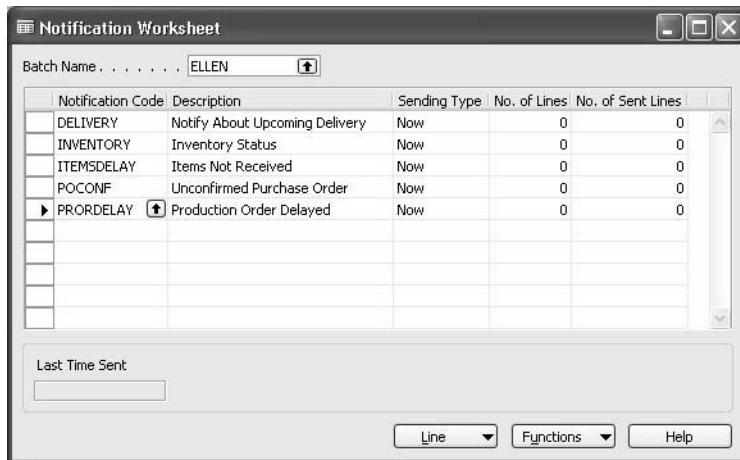 Notification Worksheet
Batch Name . . . . . . . ELLEN
Notification Code Description Sending Type No. of Lines No. of Sent Lines
DELIVERY Notify About Upcoming Delivery Now 0 0
INVENTORY Inventory Status Now 0 0
ITEMSDELAY Items Not Received Now 0 0
POCONF Unconfirmed Purchase Order Now 0 0
PRORDELAY Production Order Delayed Now 0 0
Last Time Sent
Line Functions Help